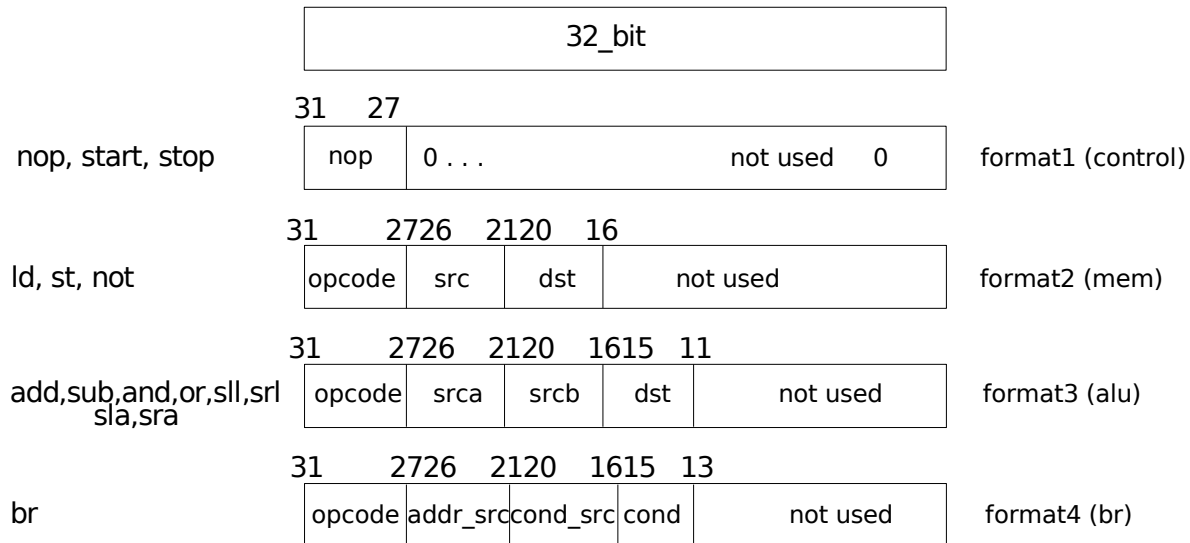 32_bit
31 27
nop, start, stop nop 0 . . . not used 0 format1 (control)
31 2726 2120 16
ld, st, not opcode src dst not used format2 (mem)
31 2726 2120 1615 11
add,sub,and,or,sll,srl opcode srca srcb dst not used format3 (alu)
sla,sra
31 2726 2120 1615 13
br opcode addr_src cond_src cond not used format4 (br)